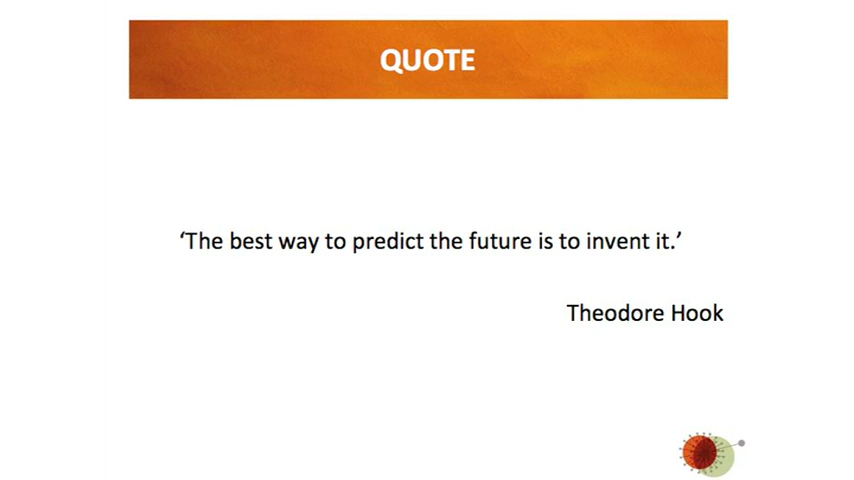 QUOTE
‘The best way to predict the future is to invent it.’
Theodore Hook